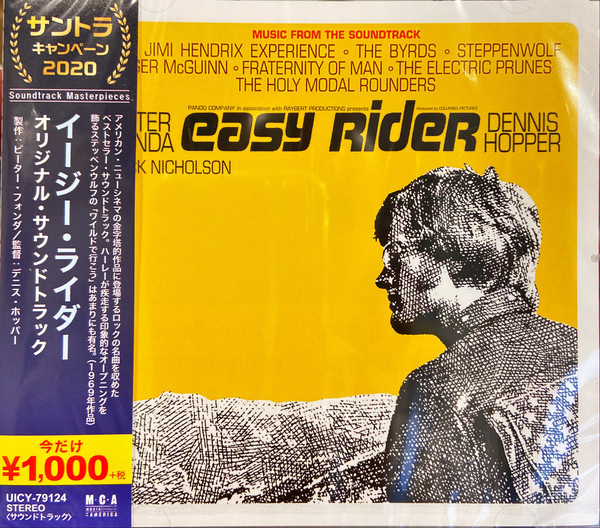 サントラ
キャンペーン
2020
Soundtrack Masterpieces
イージー・ライダー
オリジナル・サウンドトラック
製作：ピーター・フォンダ／監督：デニス・ホッパー
アメリカン・ニューシネマの金字塔的作品に登場するロックの名曲を収めた
ベストセラー・サウンドトラック。ハーレーが疾走する印象的なオープニングを
飾るステッペンウルフの「ワイルドで行こう」はあまりにも有名。(1969年作品)
今だけ
¥1,000+税
UICY-79124
STEREO
〈サウンドトラック〉
M·C·A
MUSIC
AMERICA
MUSIC FROM THE SOUNDTRACK
JIMI HENDRIX EXPERIENCE • THE BYRDS • STEPPENWOLF
GER McGUINN • FRATERNITY OF MAN • THE ELECTRIC PRUNES
THE HOLY MODAL ROUNDERS
PANDO COMPANY in association with RAYBERT PRODUCTIONS presents
Released by COLUMBIA PICTURES
TER
NDA
easy Rider
DENNIS
HOPPER
CK NICHOLSON